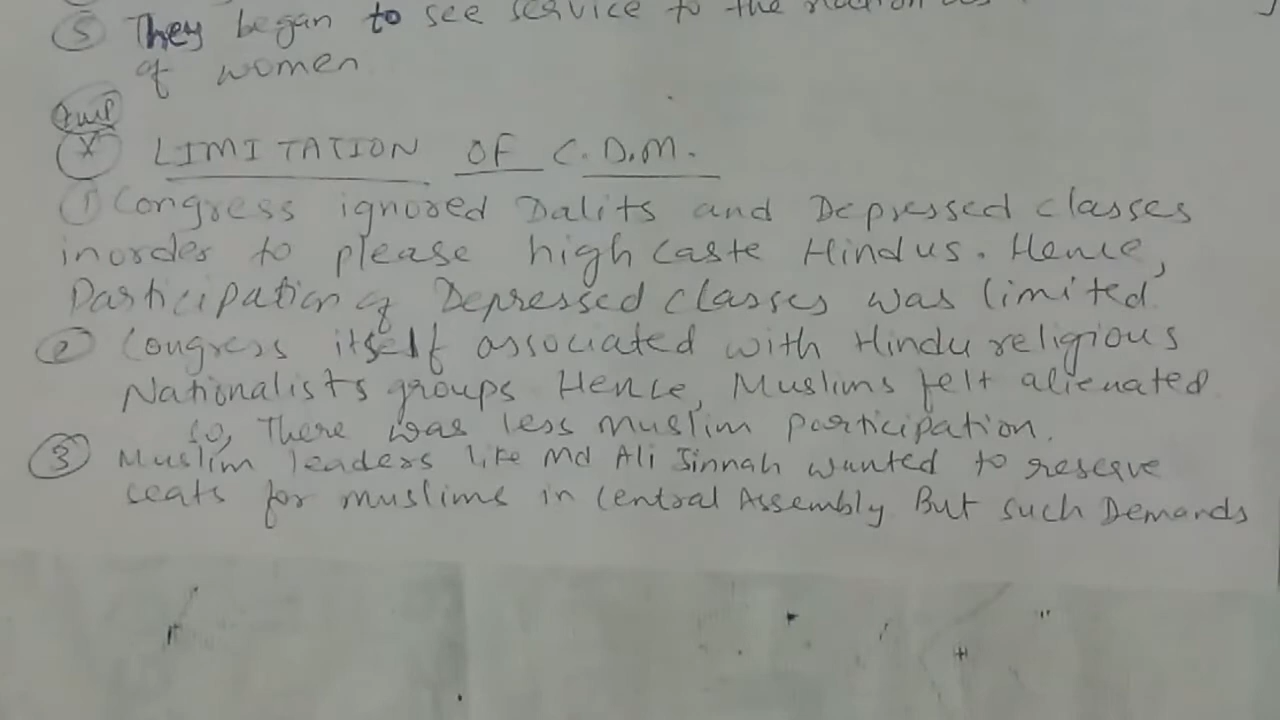 ⑤ They began to see service to the nation as
of women
Imp
* LIMITATION OF C.D.M.
① Congress ignored Dalits and Depressed classes
inorder to please high caste Hindus. Hence,
Participation of Depressed classes was limited
② Congress itself associated with Hindu religious
Nationalists groups Hence, Muslims felt alienated
so, There was less muslim participation.
③ Muslim leaders like Md Ali Jinnah wanted to reserve
seats for muslims in Central Assembly But such Demands